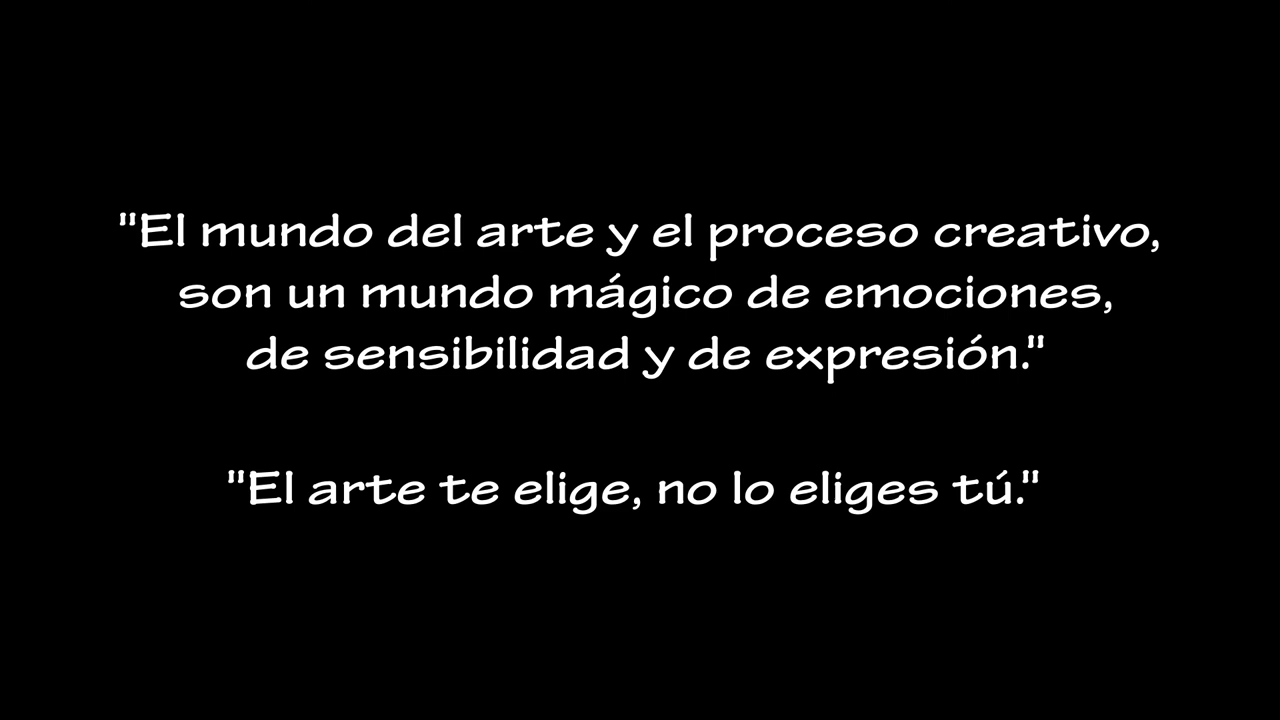 "El mundo del arte y el proceso creativo,
son un mundo mágico de emociones,
de sensibilidad y de expresión."
"El arte te elige, no lo eliges tú."